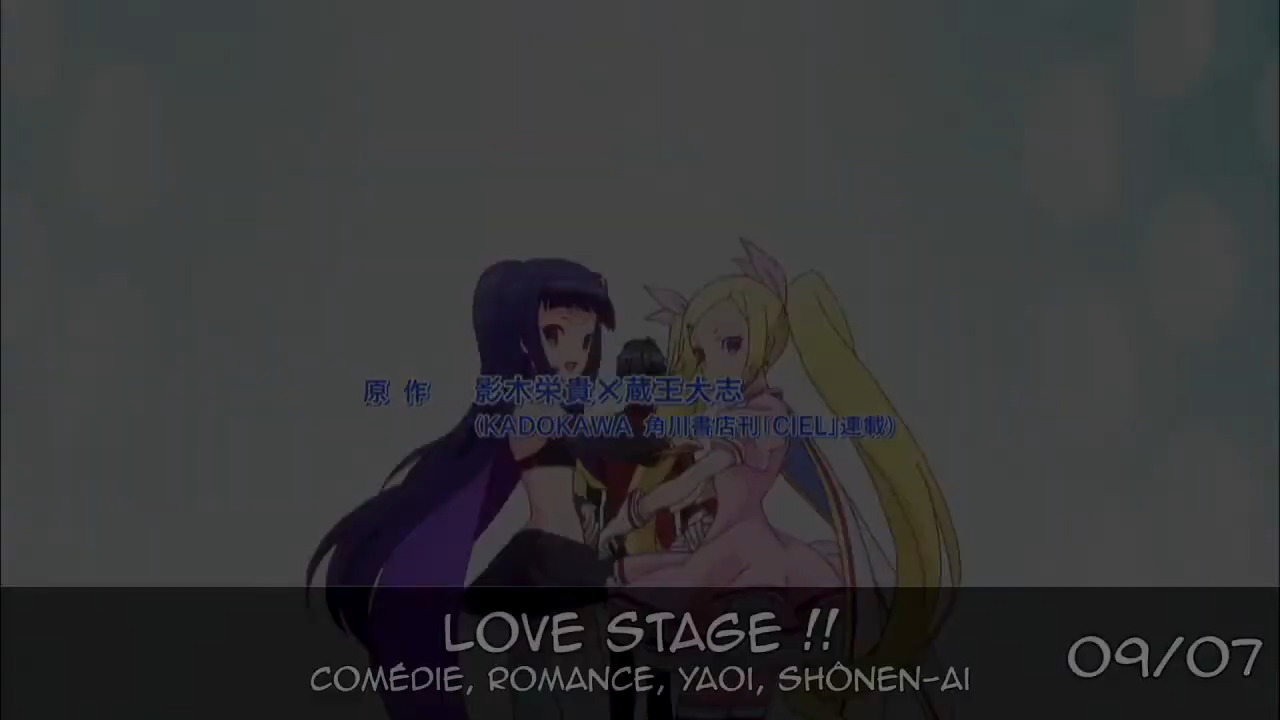 原 作 影木栄貴×蔵王大志
(KADOKAWA 角川書店刊「CIEL」連載)
LOVE STAGE !!
COMÉDIE, ROMANCE, YAOI, SHÔNEN-AI
09/07